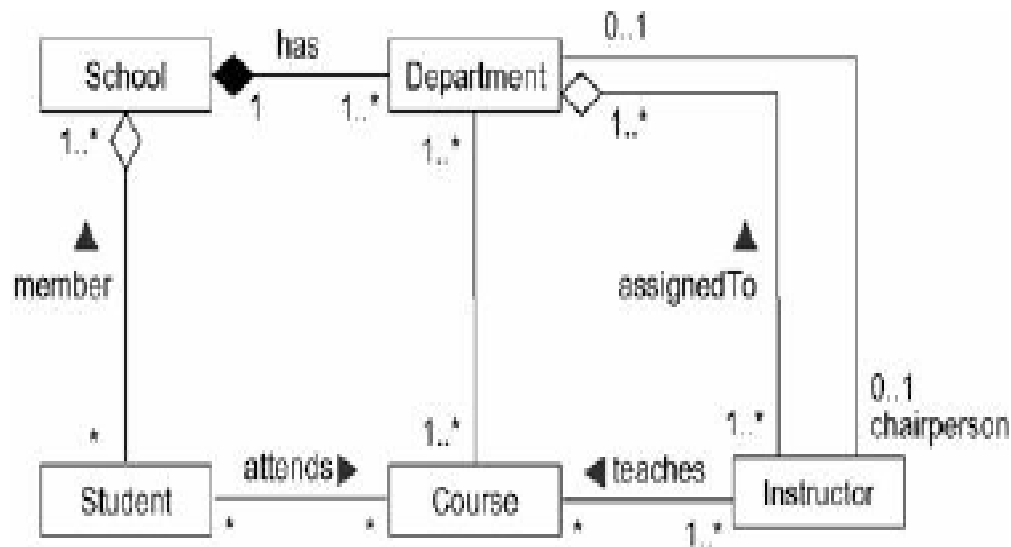 0..1
has
School
Department
1
1..*
1..*
1..*
1..*
member
assignedTo
0..1
chairperson
*
1..*
1..*
attends
teaches
Student
Course
Instructor
*
*
*
1..*